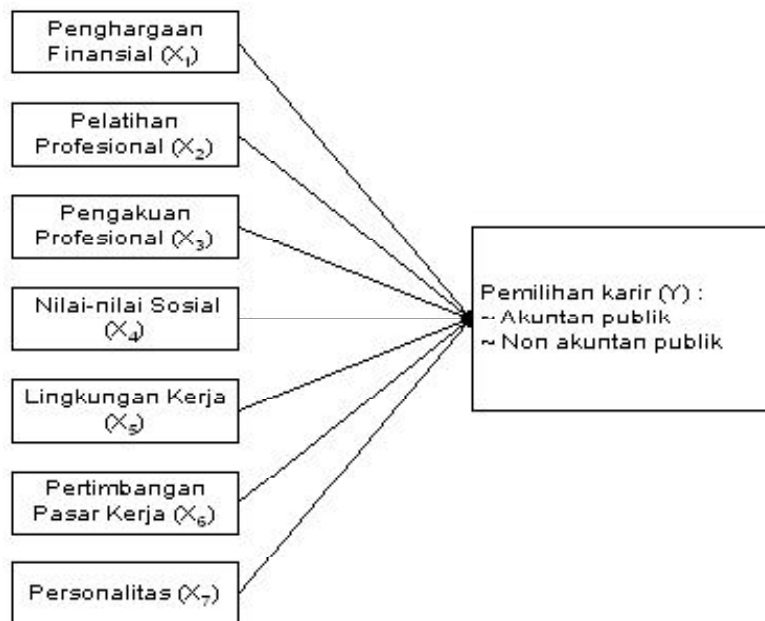 Penghargaan
Finansial (X₁)
Pelatihan
Profesional (X₂)
Pengakuan
Profesional (X₃)
Nilai-nilai Sosial
(X₄)
Lingkungan Kerja
(X₅)
Pertimbangan
Pasar Kerja (X₆)
Personalitas (X₇)
Pemilihan karir (Y) :
~ Akuntan publik
~ Non akuntan publik